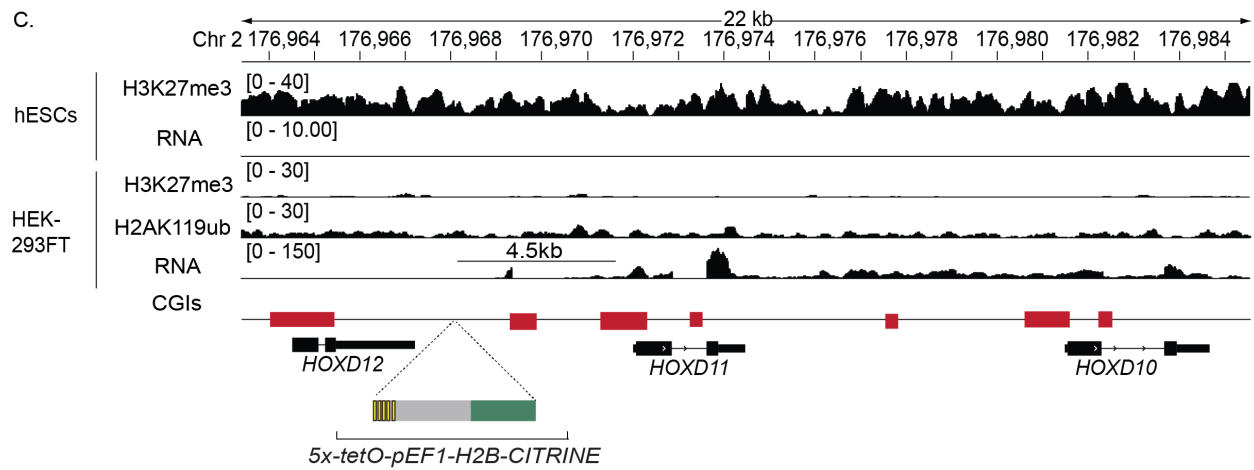 C.
22 kb
Chr 2 176,964 176,966 176,968 176,970 176,972 176,974 176,976 176,978 176,980 176,982 176,984
hESCs
H3K27me3 [0 - 40]
RNA [0 - 10.00]
HEK-
293FT
H3K27me3 [0 - 30]
H2AK119ub [0 - 30]
RNA [0 - 150]
4.5kb
CGIs
HOXD12 HOXD11 HOXD10
5x-tetO-pEF1-H2B-CITRINE